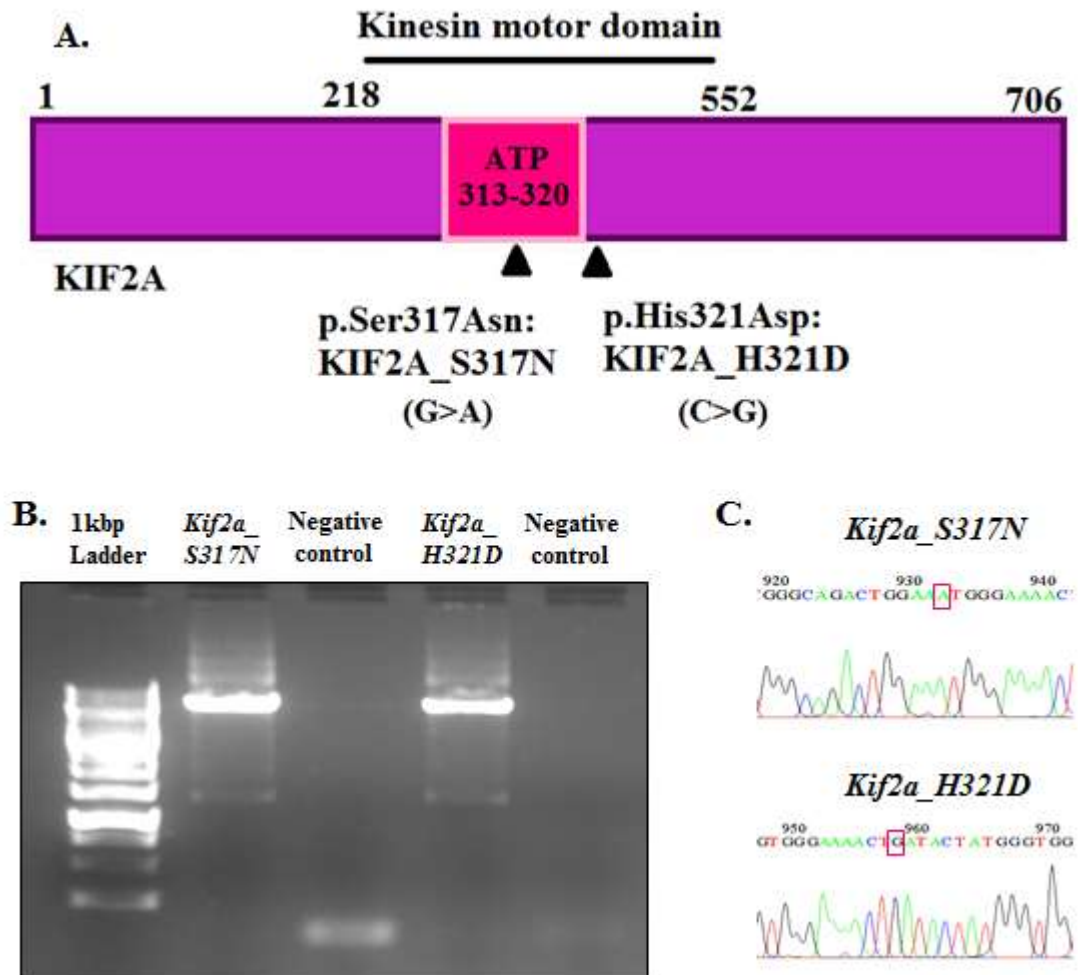 A.
Kinesin motor domain
1 218 552 706
ATP
313-320
KIF2A
p.Ser317Asn:
KIF2A_S317N
(G>A)
p.His321Asp:
KIF2A_H321D
(C>G)
B.
1kbp
Ladder
Kif2a_
S317N
Negative
control
Kif2a_
H321D
Negative
control
C.
Kif2a_S317N
920 930 940
GGGCAGACTGGAAATGGGAAAAC
Kif2a_H321D
950 960 970
GTGGGAAAACTGATACTATGGGTGG